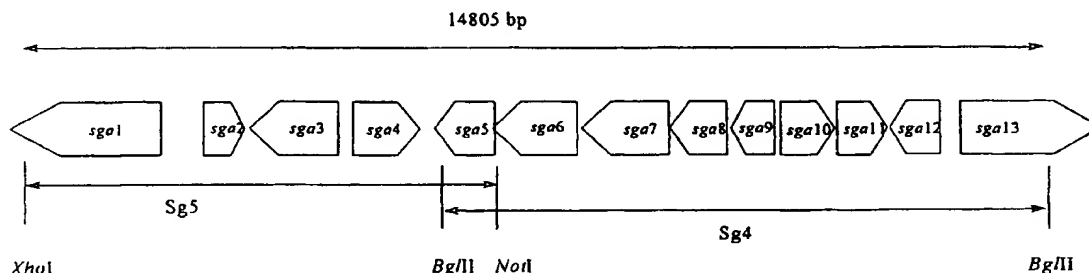 14805 bp
sga1 sga2 sga3 sga4 sga5 sga6 sga7 sga8 sga9 sga10 sga11 sga12 sga13
Sg5
Sg4
XhoI BglII NotI BglII